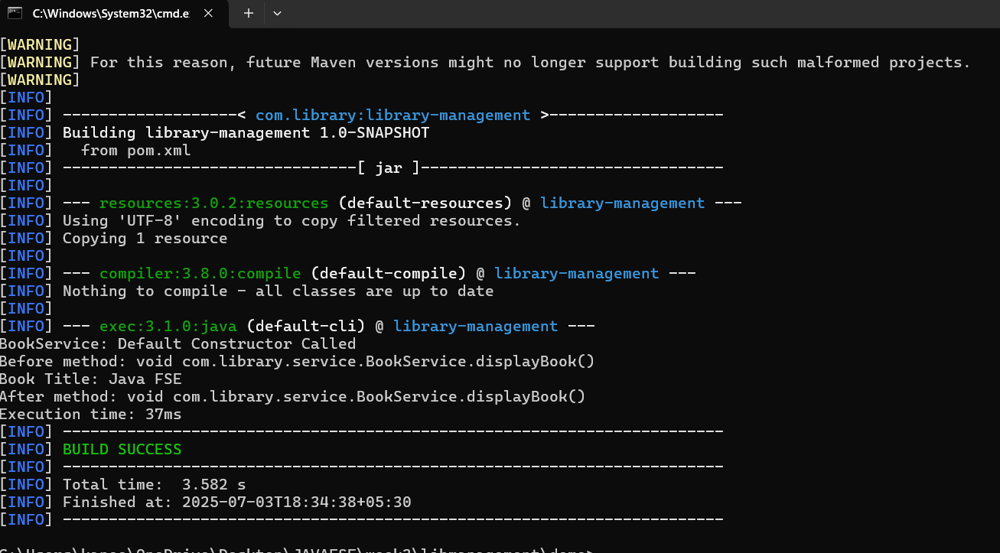 C:\Windows\System32\cmd.e
[WARNING]
[WARNING] For this reason, future Maven versions might no longer support building such malformed projects.
[WARNING]
[INFO]
[INFO] -------------------< com.library:library-management >-------------------
[INFO] Building library-management 1.0-SNAPSHOT
[INFO]   from pom.xml
[INFO] --------------------------------[ jar ]---------------------------------
[INFO]
[INFO] --- resources:3.0.2:resources (default-resources) @ library-management ---
[INFO] Using 'UTF-8' encoding to copy filtered resources.
[INFO] Copying 1 resource
[INFO]
[INFO] --- compiler:3.8.0:compile (default-compile) @ library-management ---
[INFO] Nothing to compile - all classes are up to date
[INFO]
[INFO] --- exec:3.1.0:java (default-cli) @ library-management ---
BookService: Default Constructor Called
Before method: void com.library.service.BookService.displayBook()
Book Title: Java FSE
After method: void com.library.service.BookService.displayBook()
Execution time: 37ms
[INFO] ------------------------------------------------------------------------
[INFO] BUILD SUCCESS
[INFO] ------------------------------------------------------------------------
[INFO] Total time:  3.582 s
[INFO] Finished at: 2025-07-03T18:34:38+05:30
[INFO] ------------------------------------------------------------------------